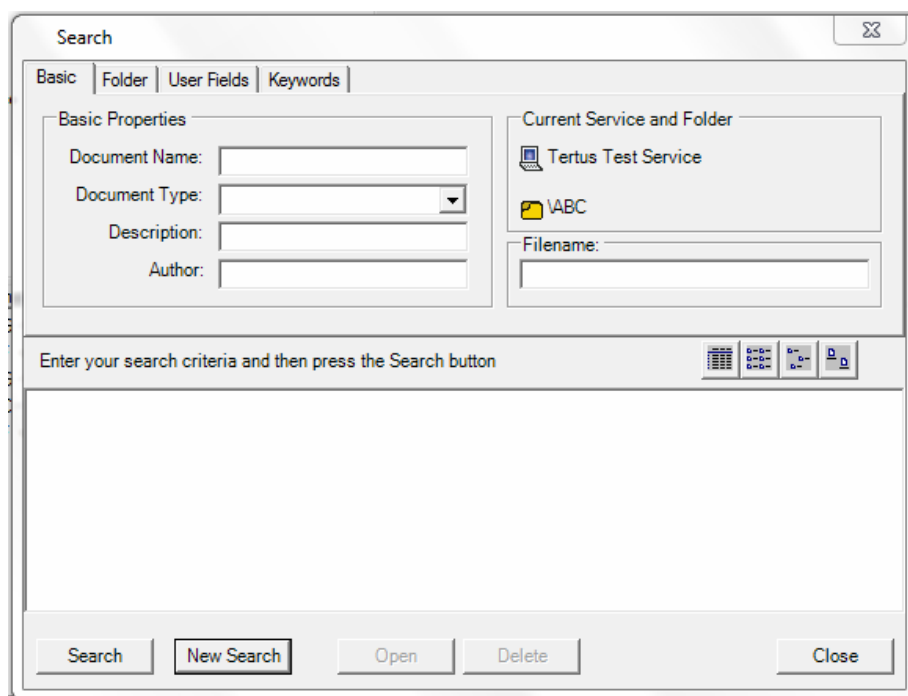 Search
Basic Folder User Fields Keywords
Basic Properties
Document Name:
Document Type:
Description:
Author:
Current Service and Folder
Tertus Test Service
\ABC
Filename:
Enter your search criteria and then press the Search button
Search New Search Open Delete Close